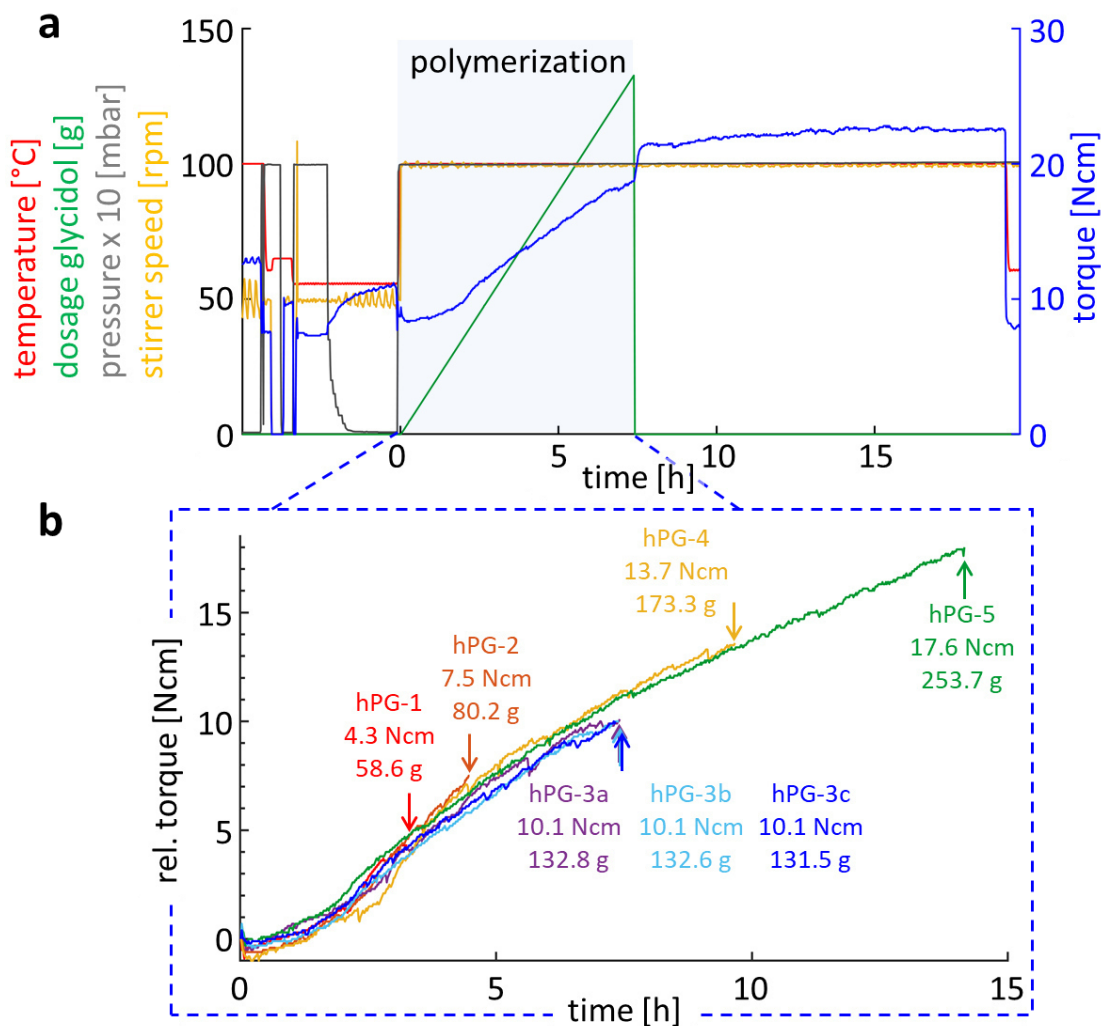 a
temperature [°C]
dosage glycidol [g]
pressure x 10 [mbar]
stirrer speed [rpm]
150
100
50
0
polymerization
30
20
10
0
torque [Ncm]
0
5
10
15
time [h]
b
rel. torque [Ncm]
15
10
5
0
hPG-1
4.3 Ncm
58.6 g
hPG-2
7.5 Ncm
80.2 g
hPG-4
13.7 Ncm
173.3 g
hPG-5
17.6 Ncm
253.7 g
hPG-3a
10.1 Ncm
132.8 g
hPG-3b
10.1 Ncm
132.6 g
hPG-3c
10.1 Ncm
131.5 g
0
5
10
15
time [h]